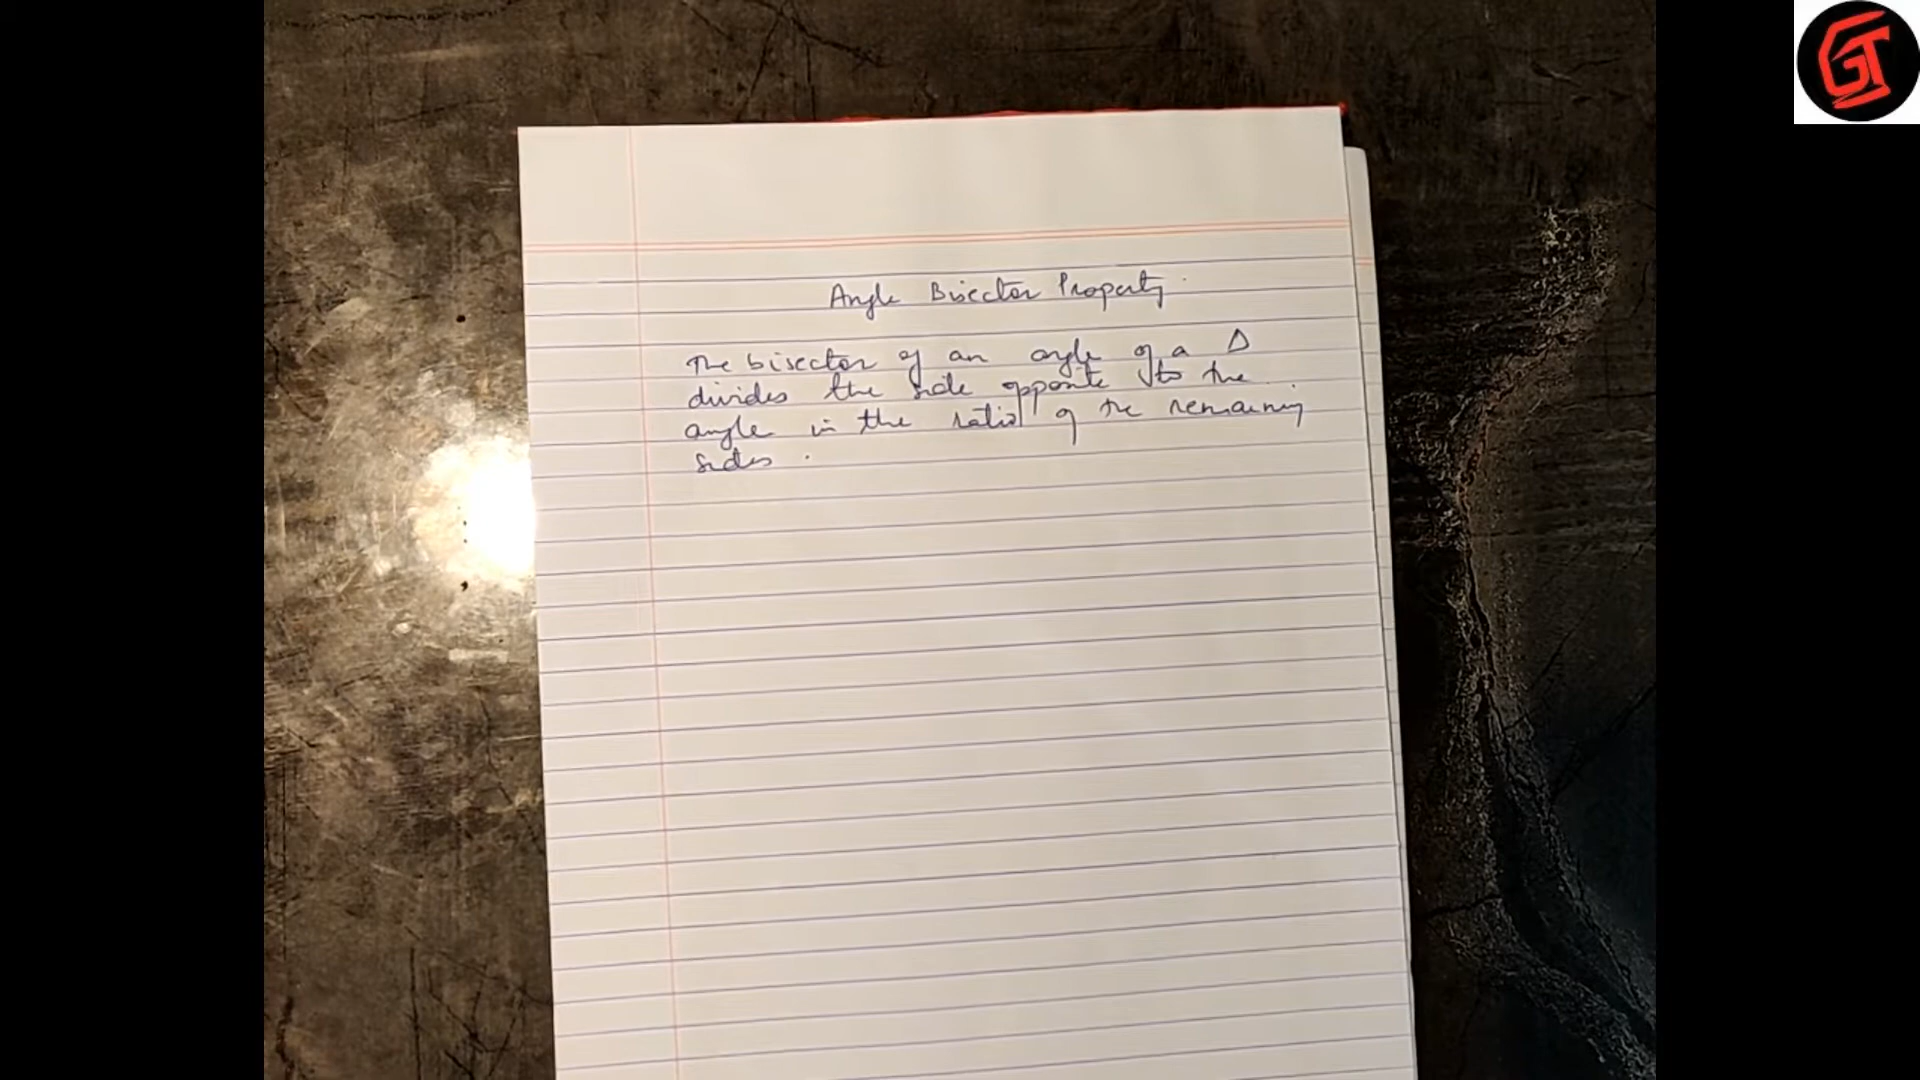 GT
Angle Bisector Property.
The bisector of an angle of a Δ
divides the side opposite to the
angle in the ratio of the remaining
sides.